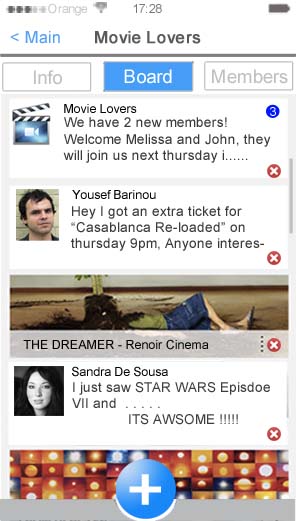 Orange 17:28
< Main Movie Lovers
Info Board Members
Movie Lovers 3
We have 2 new members!
Welcome Melissa and John, they
will join us next thursday i......
Yousef Barinou
Hey I got an extra ticket for
“Casablanca Re-loaded” on
thursday 9pm, Anyone interes-
THE DREAMER - Renoir Cinema
Sandra De Sousa
I just saw STAR WARS Epısdoe
VII and . . . . .
ITS AWSOME !!!!!